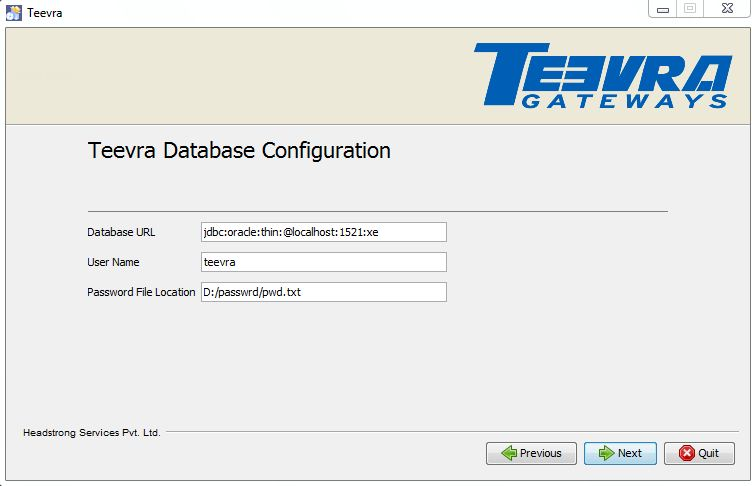 Teevra
TEEVRA
GATEWAYS
Teevra Database Configuration
Database URL jdbc:oracle:thin:@localhost:1521:xe
User Name teevra
Password File Location D:/passwrd/pwd.txt
Headstrong Services Pvt. Ltd.
Previous Next Quit